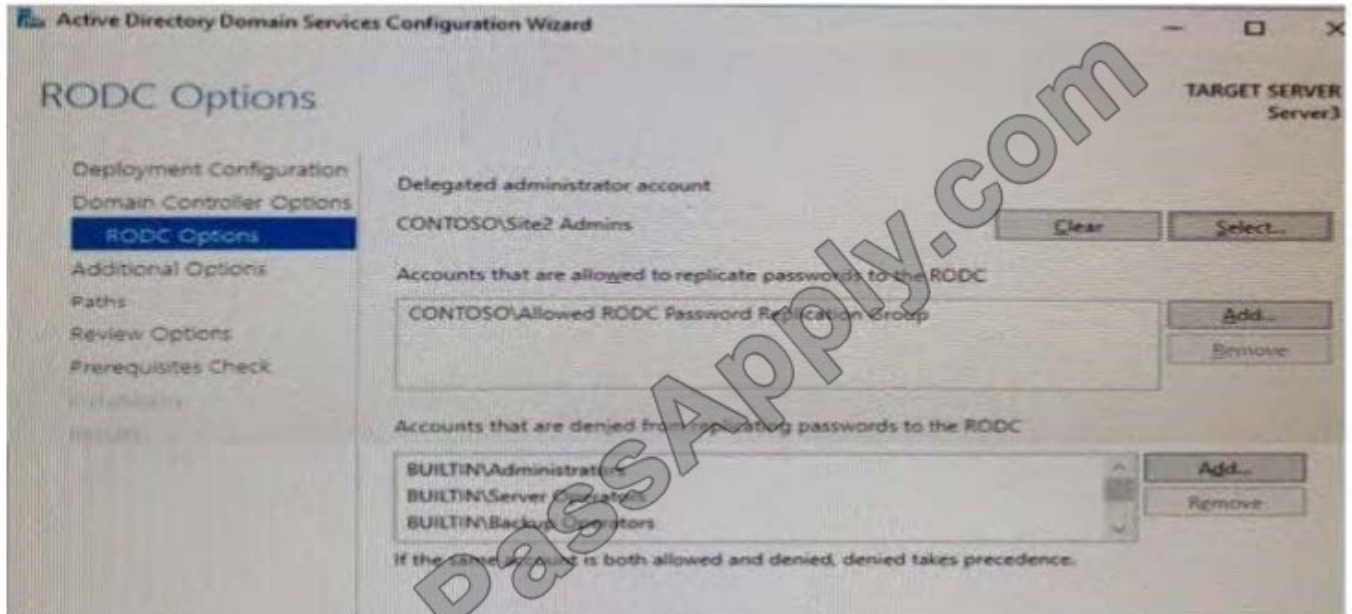 Active Directory Domain Services Configuration Wizard
RODC Options
TARGET SERVER
Server3
Deployment Configuration
Domain Controller Options
RODC Options
Additional Options
Paths
Review Options
Prerequisites Check
Installation
Results
Delegated administrator account
CONTOSO\Site2 Admins
Clear
Select...
Accounts that are allowed to replicate passwords to the RODC
CONTOSO\Allowed RODC Password Replication Group
Add...
Remove
Accounts that are denied from replicating passwords to the RODC
BUILTIN\Administrators
BUILTIN\Server Operators
BUILTIN\Backup Operators
Add...
Remove
If the same account is both allowed and denied, denied takes precedence.
PassApply.com